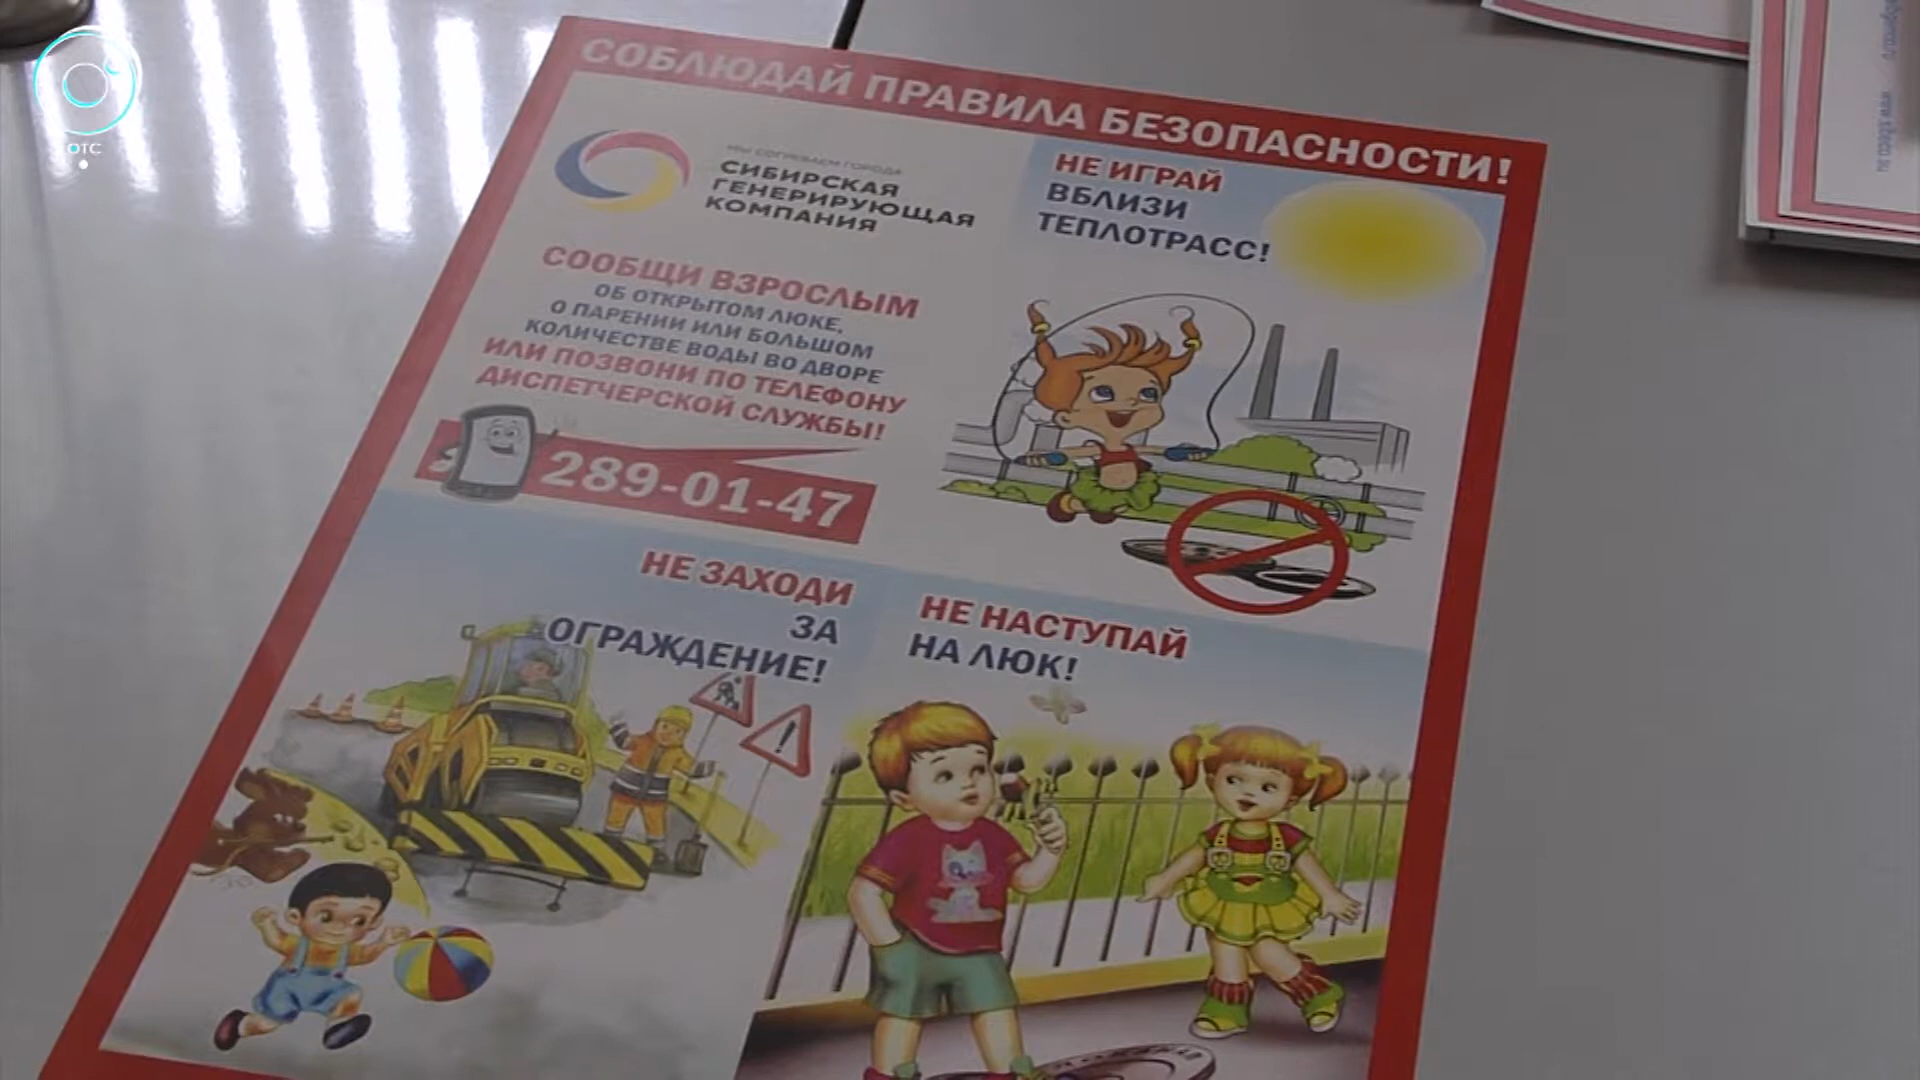 ОТС
СОБЛЮДАЙ ПРАВИЛА БЕЗОПАСНОСТИ!
МЫ СОГРЕВАЕМ ГОРОДА
СИБИРСКАЯ
ГЕНЕРИРУЮЩАЯ
КОМПАНИЯ
НЕ ИГРАЙ
ВБЛИЗИ
ТЕПЛОТРАСС!
СООБЩИ ВЗРОСЛЫМ
ОБ ОТКРЫТОМ ЛЮКЕ,
О ПАРЕНИИ ИЛИ БОЛЬШОМ
КОЛИЧЕСТВЕ ВОДЫ ВО ДВОРЕ
ИЛИ ПОЗВОНИ ПО ТЕЛЕФОНУ
ДИСПЕТЧЕРСКОЙ СЛУЖБЫ!
289-01-47
НЕ ЗАХОДИ
ЗА
ОГРАЖДЕНИЕ!
НЕ НАСТУПАЙ
НА ЛЮК!